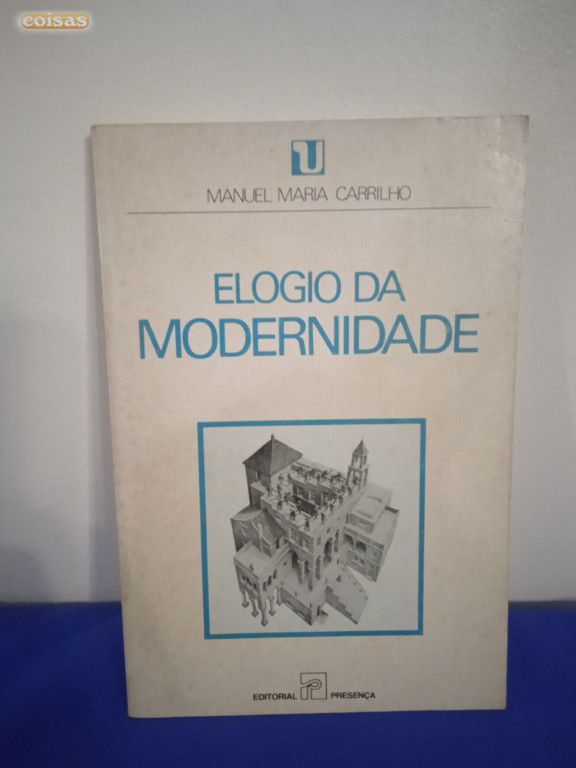 coisas
U
MANUEL MARIA CARRILHO
ELOGIO DA
MODERNIDADE
EDITORIAL PRESENÇA